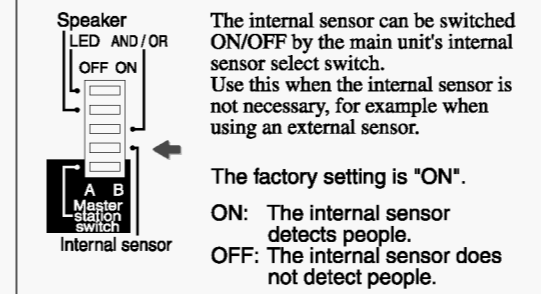 Speaker
LED AND/OR
OFF ON
A B
Master
station
switch
Internal sensor
The internal sensor can be switched
ON/OFF by the main unit's internal
sensor select switch.
Use this when the internal sensor is
not necessary, for example when
using an external sensor.
The factory setting is "ON".
ON: The internal sensor
detects people.
OFF: The internal sensor does
not detect people.